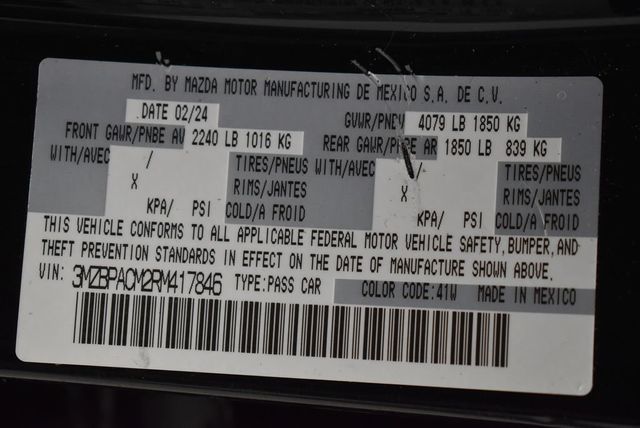 MFD. BY MAZDA MOTOR MANUFACTURING DE MEXICO S.A. DE C.V.
DATE 02/24 GVWR/PNBV 4079 LB 1850 KG
FRONT GAWR/PNBE AV 2240 LB 1016 KG REAR GAWR/PNBE AR 1850 LB 839 KG
WITH/AVEC / TIRES/PNEUS WITH/AVEC / TIRES/PNEUS
X RIMS/JANTES X RIMS/JANTES
KPA/ PSI COLD/A FROID KPA/ PSI COLD/A FROID
THIS VEHICLE CONFORMS TO ALL APPLICABLE FEDERAL MOTOR VEHICLE SAFETY, BUMPER, AND
THEFT PREVENTION STANDARDS IN EFFECT ON THE DATE OF MANUFACTURE SHOWN ABOVE.
VIN: 3MZBPACM2RM417846 TYPE:PASS CAR COLOR CODE:41W MADE IN MEXICO